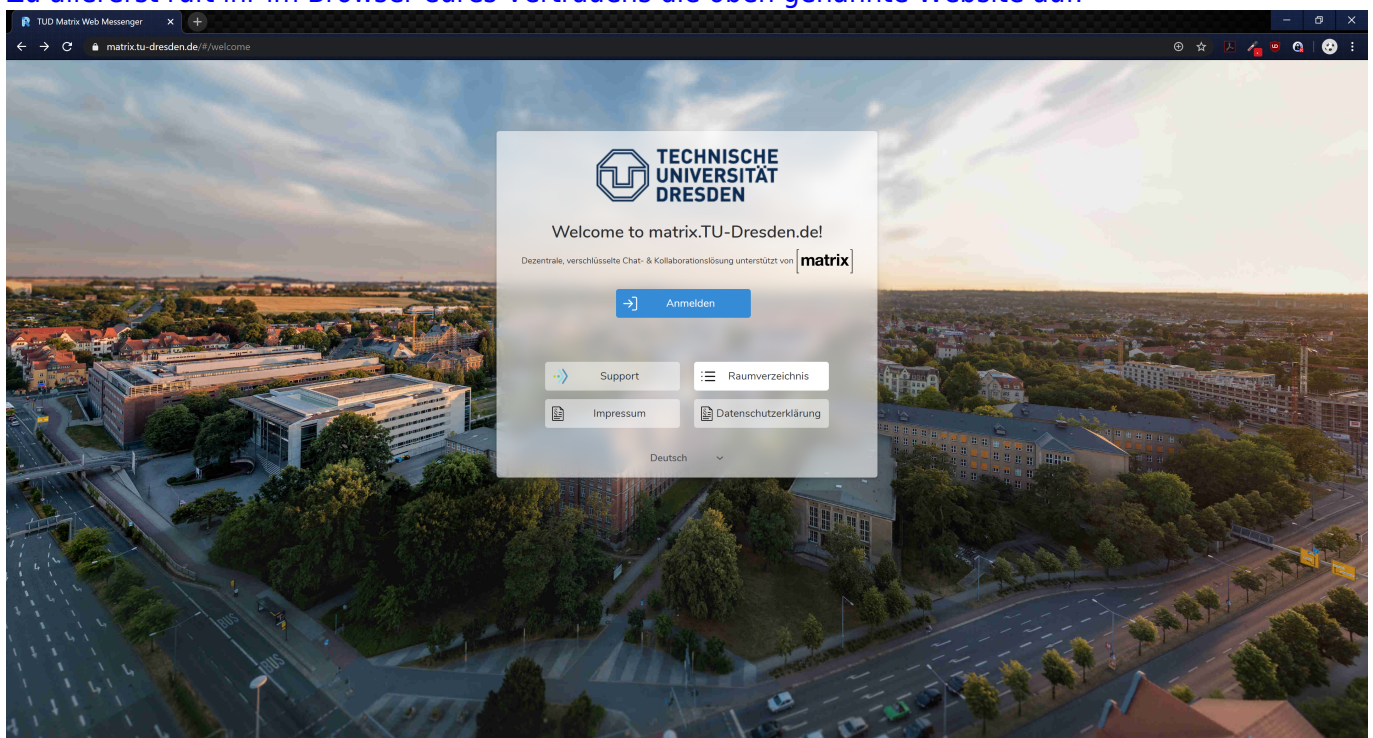 Zu allererst ruft ihr im Browser eures Vertrauens die oben genannte Website auf.
TUD Matrix Web Messenger
matrix.tu-dresden.de/#/welcome
TECHNISCHE
UNIVERSITÄT
DRESDEN
Welcome to matrix.TU-Dresden.de!
Dezentrale, verschlüsselte Chat- & Kollaborationslösung unterstützt von [matrix]
Anmelden
Support
Raumverzeichnis
Impressum
Datenschutzerklärung
Deutsch
BUS
BUS